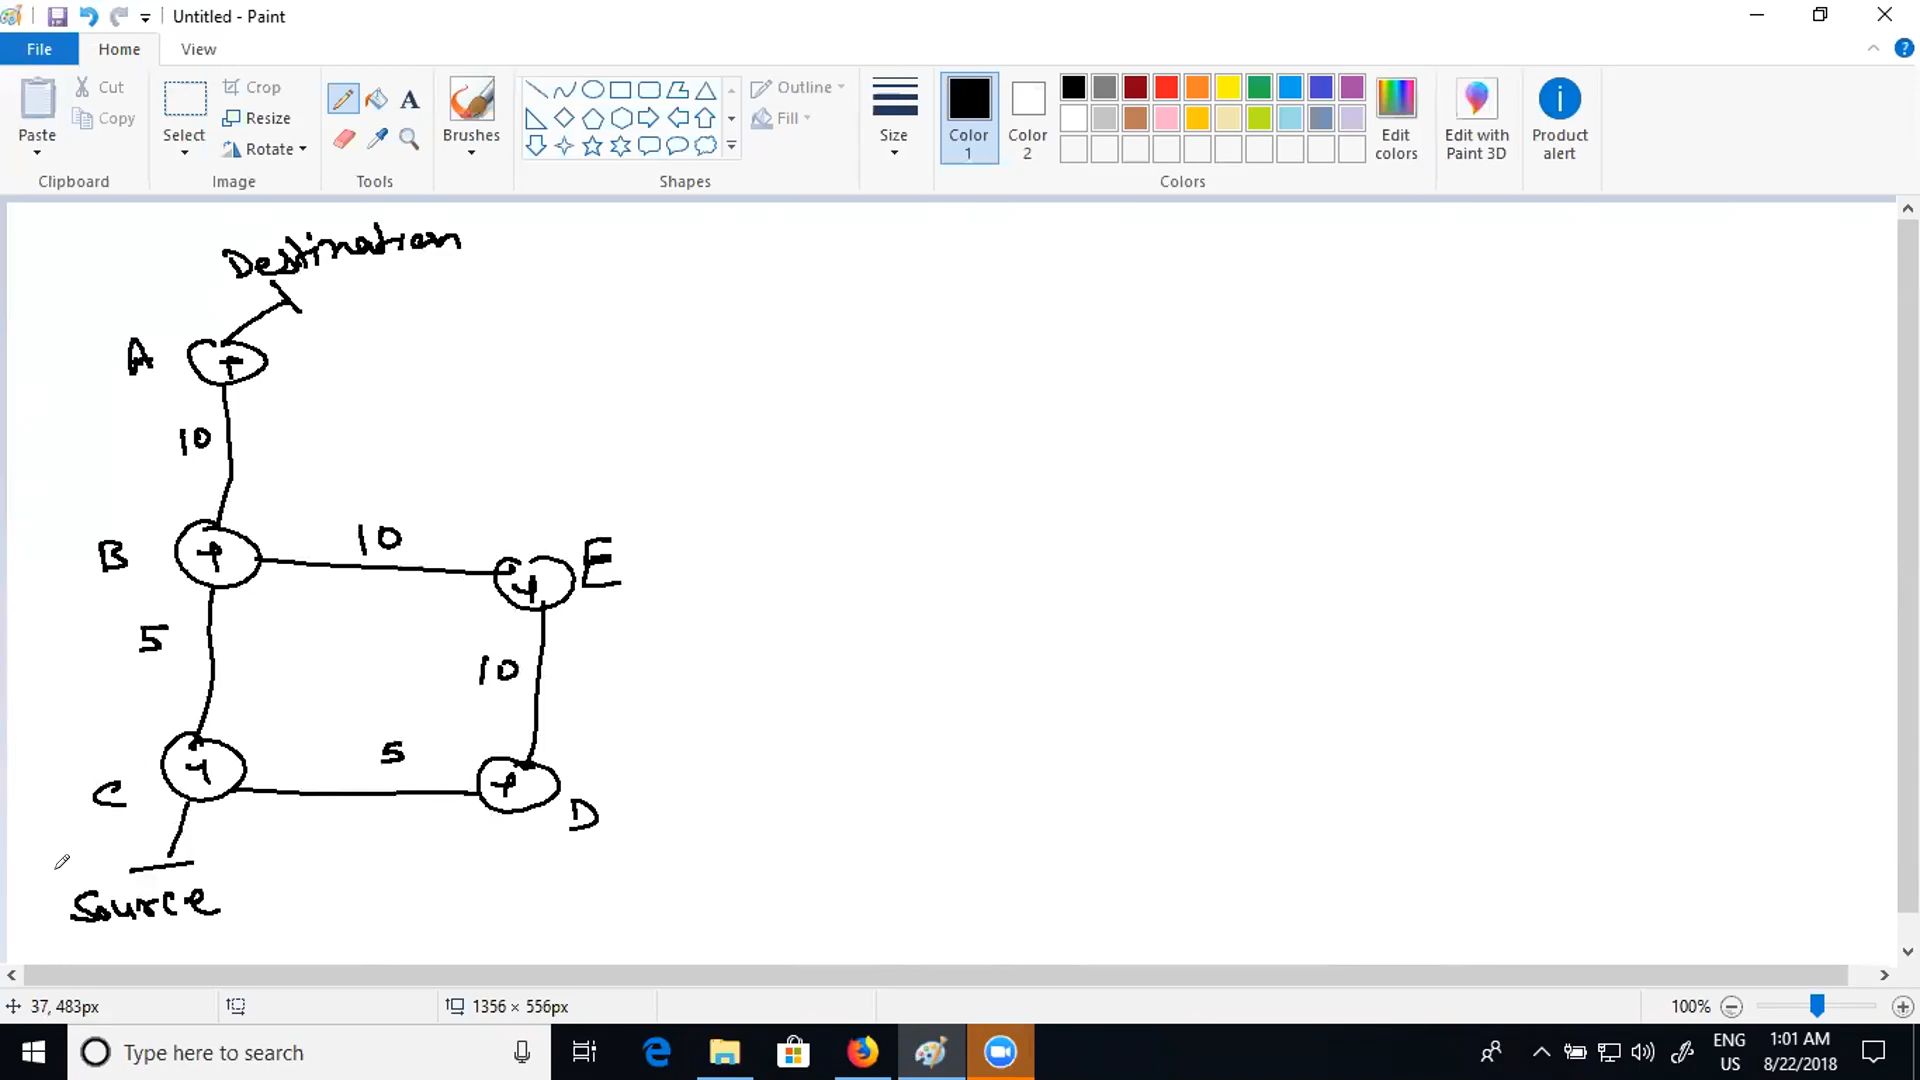 Untitled - Paint
File Home View
Paste
Cut
Copy
Clipboard
Select
Crop
Resize
Rotate
Image
A
Tools
Brushes
Shapes
Outline
Fill
Size
Color 1
Color 2
Edit colors
Colors
Edit with Paint 3D
Product alert
Destination
A
10
B
10
E
5
10
5
C
D
Source
37, 483px
1356 × 556px
100%
Type here to search
ENG
US
1:01 AM
8/22/2018